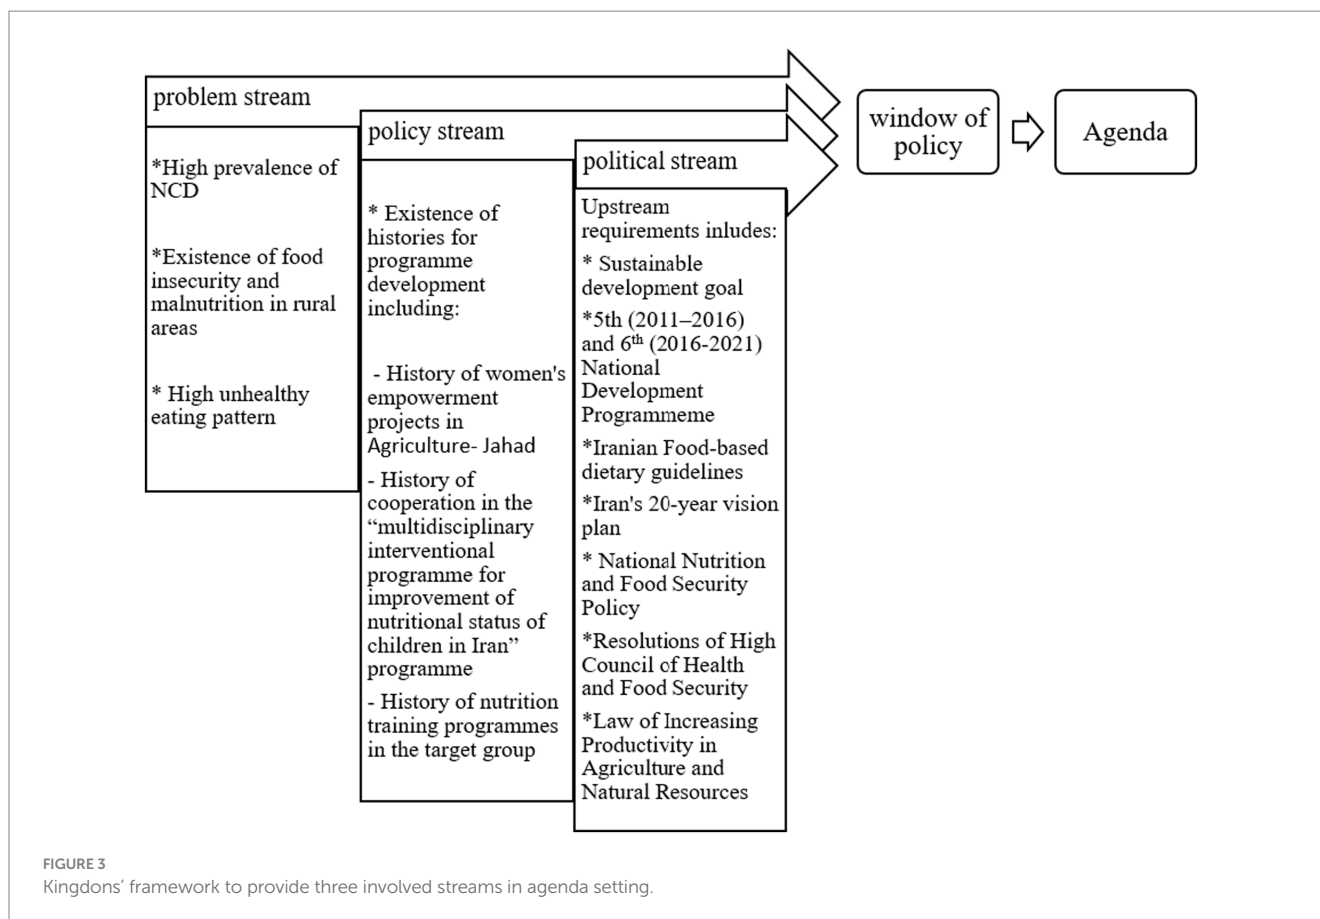 problem stream
*High prevalence of
NCD
*Existence of food
insecurity and
malnutrition in rural
areas
* High unhealthy
eating pattern
policy stream
* Existence of
histories for
programme
development
including:
- History of women's
empowerment
projects in
Agriculture- Jahad
- History of
cooperation in the
“multidisciplinary
interventional
programme for
improvement of
nutritional status of
children in Iran”
programme
- History of nutrition
training programmes
in the target group
political stream
Upstream
requirements inludes:
* Sustainable
development goal
*5th (2011–2016)
and 6th (2016-2021)
National
Development
Programmeme
*Iranian Food-based
dietary guidelines
*Iran's 20-year vision
plan
* National Nutrition
and Food Security
Policy
*Resolutions of High
Council of Health
and Food Security
*Law of Increasing
Productivity in
Agriculture and
Natural Resources
window of
policy
Agenda
FIGURE 3
Kingdons’ framework to provide three involved streams in agenda setting.